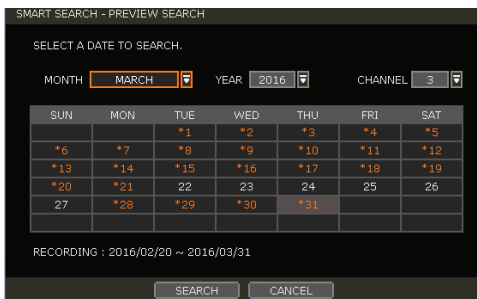 SMART SEARCH - PREVIEW SEARCH
SELECT A DATE TO SEARCH.
MONTH MARCH YEAR 2016 CHANNEL 3
SUN MON TUE WED THU FRI SAT
*1 *2 *3 *4 *5
*6 *7 *8 *9 *10 *11 *12
*13 *14 *15 *16 *17 *18 *19
*20 *21 22 23 24 25 26
27 *28 *29 *30 *31
RECORDING : 2016/02/20 ~ 2016/03/31
SEARCH CANCEL